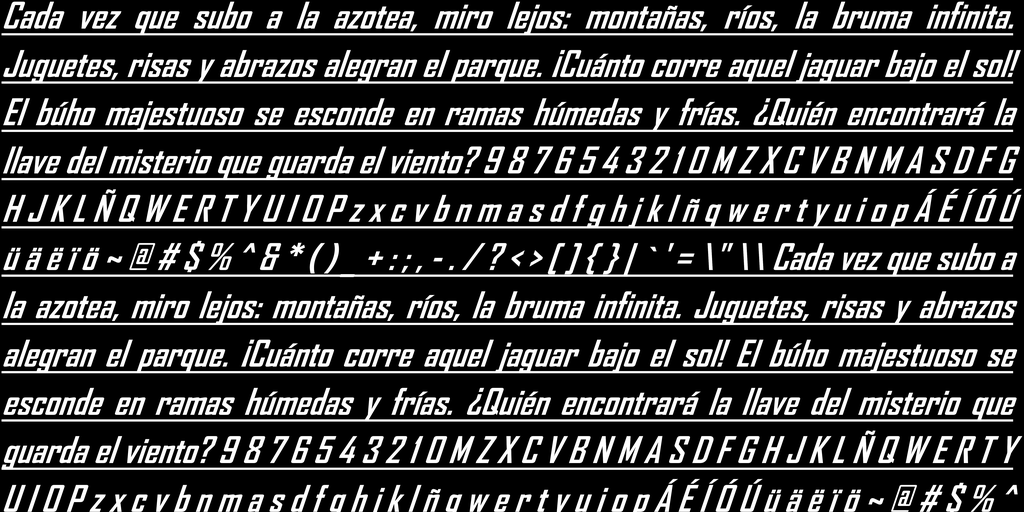 Cada vez que subo a la azotea, miro lejos: montañas, ríos, la bruma infinita.
Juguetes, risas y abrazos alegran el parque. ¡Cuánto corre aquel jaguar bajo el sol!
El búho majestuoso se esconde en ramas húmedas y frías. ¿Quién encontrará la
llave del misterio que guarda el viento? 9 8 7 6 5 4 3 2 1 0 M Z X C V B N M A S D F G
H J K L Ñ Q W E R T Y U I O P z x c v b n m a s d f g h j k l ñ q w e r t y u i o p Á É Í Ó Ú
ü ä ë ï ö ~ @ # $ % ^ & * ( ) _ + : ; , - . / ? < > [ ] { } | ` ' = \ " \ \ Cada vez que subo a
la azotea, miro lejos: montañas, ríos, la bruma infinita. Juguetes, risas y abrazos
alegran el parque. ¡Cuánto corre aquel jaguar bajo el sol! El búho majestuoso se
esconde en ramas húmedas y frías. ¿Quién encontrará la llave del misterio que
guarda el viento? 9 8 7 6 5 4 3 2 1 0 M Z X C V B N M A S D F G H J K L Ñ Q W E R T Y
U I O P z x c v b n m a s d f g h j k l ñ q w e r t y u i o p Á É Í Ó Ú ü ä ë ï ö ~ @ # $ % ^